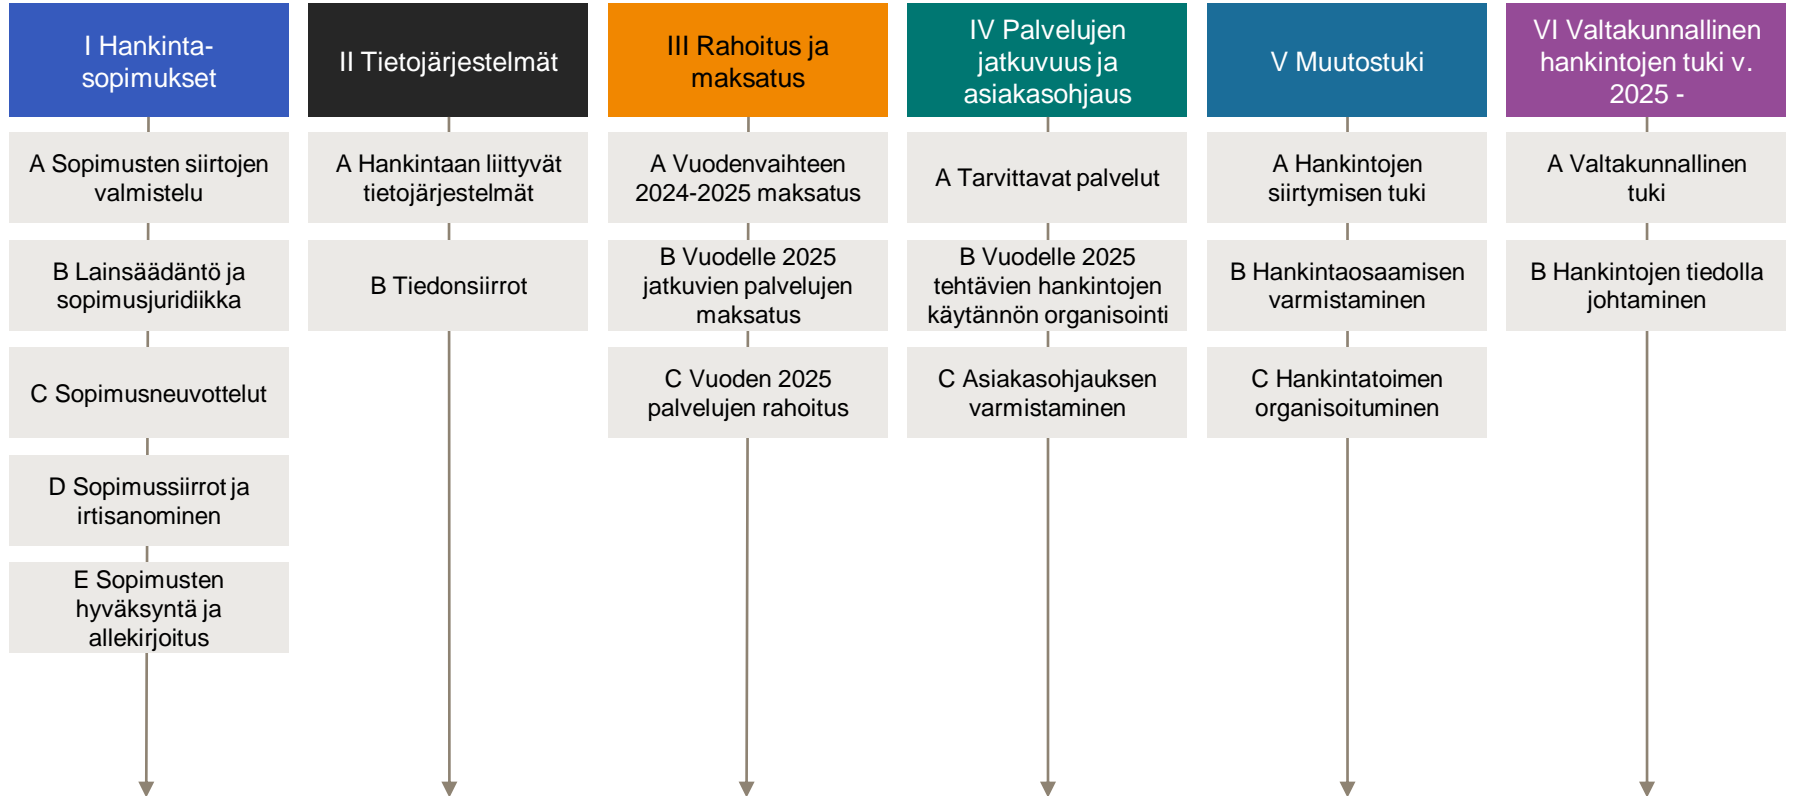 I Hankinta-
sopimukset
A Sopimusten siirtojen
valmistelu
B Lainsäädäntö ja
sopimusjuridiikka
C Sopimusneuvottelut
D Sopimussiirrot ja
irtisanominen
E Sopimusten
hyväksyntä ja
allekirjoitus
II Tietojärjestelmät
A Hankintaan liittyvät
tietojärjestelmät
B Tiedonsiirrot
III Rahoitus ja
maksatus
A Vuodenvaihteen
2024-2025 maksatus
B Vuodelle 2025
jatkuvien palvelujen
maksatus
C Vuoden 2025
palvelujen rahoitus
IV Palvelujen
jatkuvuus ja
asiakasohjaus
A Tarvittavat palvelut
B Vuodelle 2025
tehtävien hankintojen
käytännön organisointi
C Asiakasohjauksen
varmistaminen
V Muutostuki
A Hankintojen
siirtymisen tuki
B Hankintaosaamisen
varmistaminen
C Hankintatoimen
organisoituminen
VI Valtakunnallinen
hankintojen tuki v.
2025 -
A Valtakunnallinen
tuki
B Hankintojen tiedolla
johtaminen